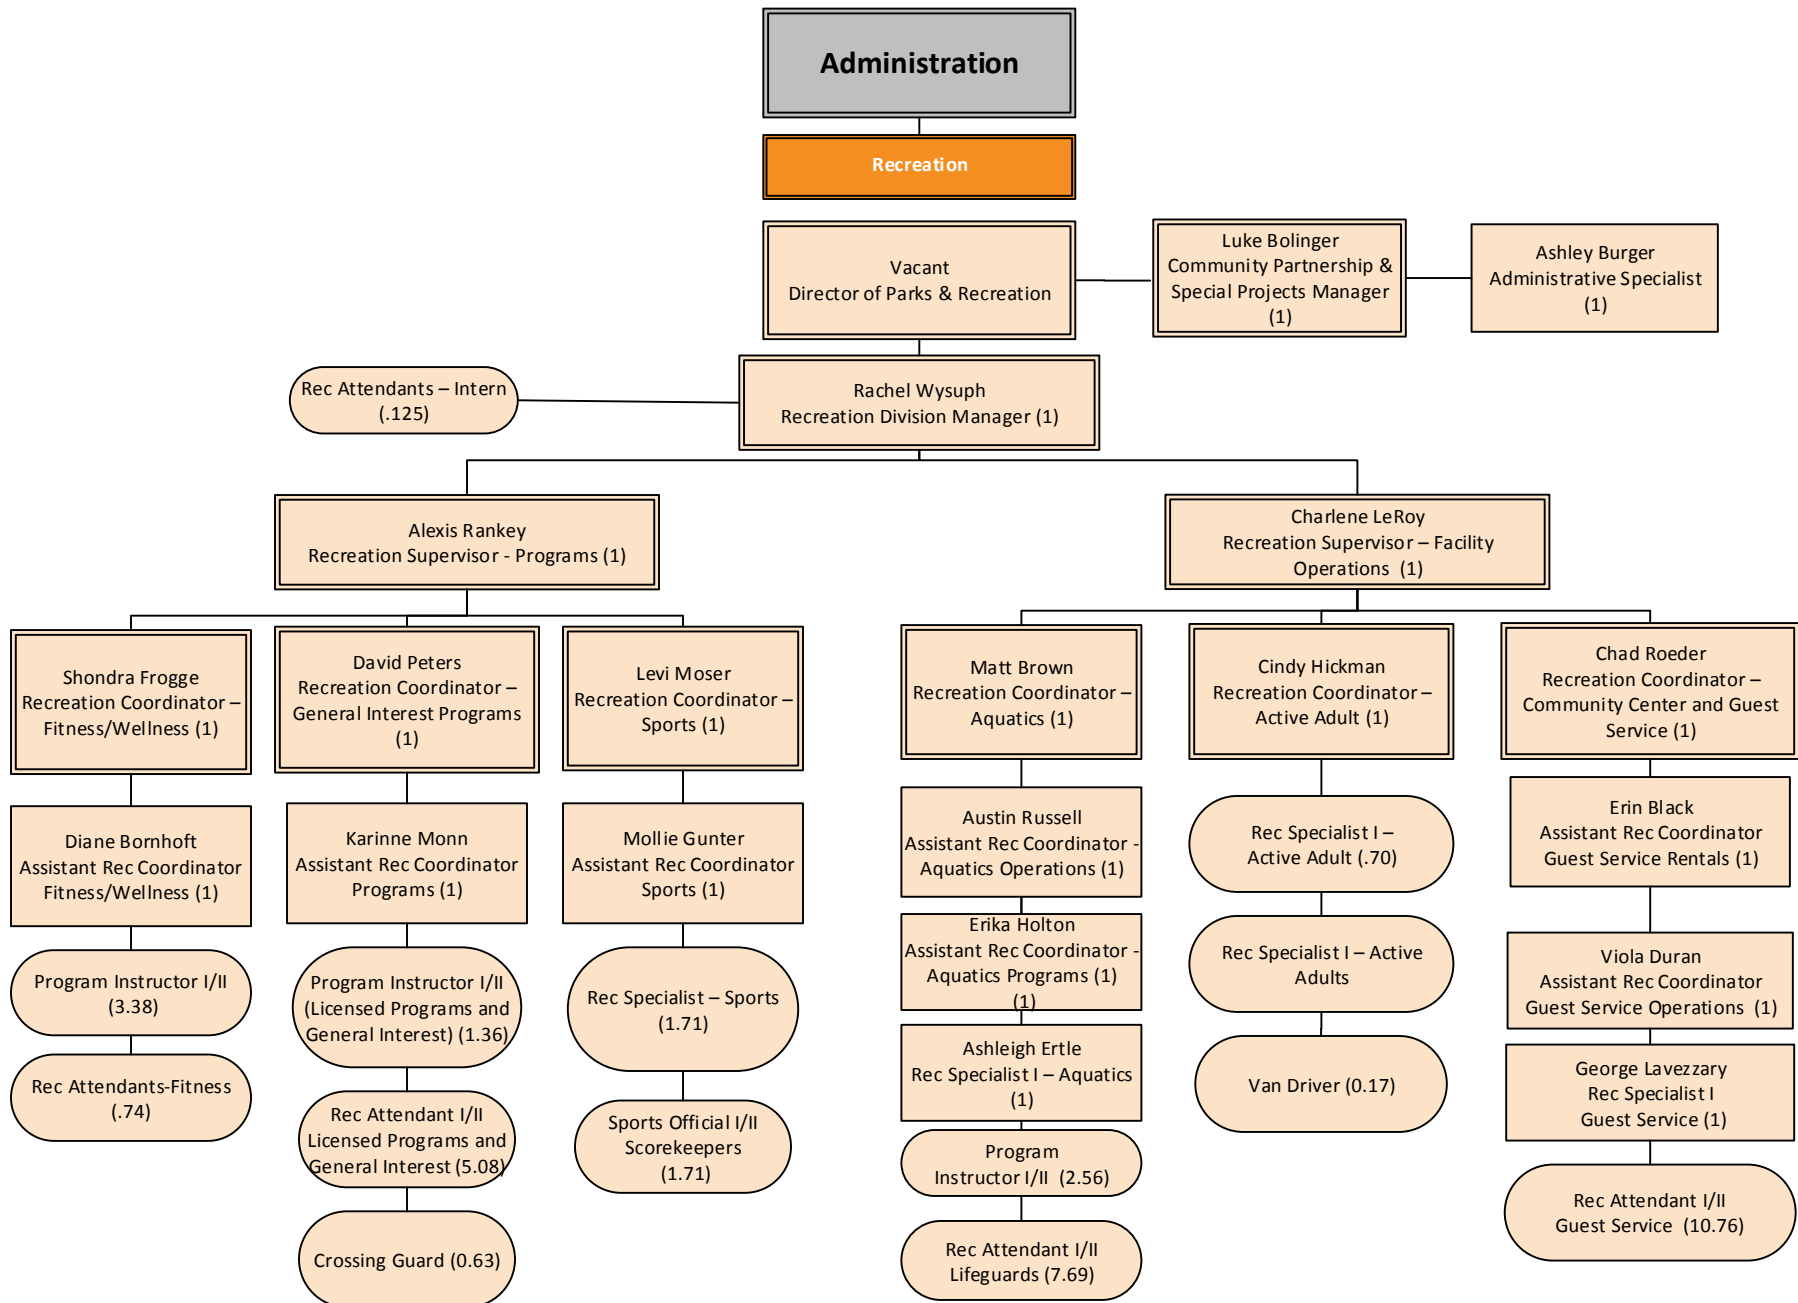 Administration
Recreation
Vacant
Director of Parks & Recreation
Luke Bolinger
Community Partnership &
Special Projects Manager
(1)
Ashley Burger
Administrative Specialist
(1)
Rec Attendants – Intern
(.125)
Rachel Wysuph
Recreation Division Manager (1)
Alexis Rankey
Recreation Supervisor - Programs (1)
Charlene LeRoy
Recreation Supervisor – Facility
Operations (1)
Shondra Frogge
Recreation Coordinator –
Fitness/Wellness (1)
Diane Bornhoft
Assistant Rec Coordinator
Fitness/Wellness (1)
Program Instructor I/II
(3.38)
Rec Attendants-Fitness
(.74)
David Peters
Recreation Coordinator –
General Interest Programs
(1)
Karinne Monn
Assistant Rec Coordinator
Programs (1)
Program Instructor I/II
(Licensed Programs and
General Interest) (1.36)
Rec Attendant I/II
Licensed Programs and
General Interest (5.08)
Crossing Guard (0.63)
Levi Moser
Recreation Coordinator –
Sports (1)
Mollie Gunter
Assistant Rec Coordinator
Sports (1)
Rec Specialist – Sports
(1.71)
Sports Official I/II
Scorekeepers
(1.71)
Matt Brown
Recreation Coordinator –
Aquatics (1)
Austin Russell
Assistant Rec Coordinator -
Aquatics Operations (1)
Erika Holton
Assistant Rec Coordinator -
Aquatics Programs (1)
(1)
Ashleigh Ertle
Rec Specialist I – Aquatics
(1)
Program
Instructor I/II (2.56)
Rec Attendant I/II
Lifeguards (7.69)
Cindy Hickman
Recreation Coordinator –
Active Adult (1)
Rec Specialist I –
Active Adult (.70)
Rec Specialist I – Active
Adults
Van Driver (0.17)
Chad Roeder
Recreation Coordinator –
Community Center and Guest
Service (1)
Erin Black
Assistant Rec Coordinator
Guest Service Rentals (1)
Viola Duran
Assistant Rec Coordinator
Guest Service Operations (1)
George Lavezzary
Rec Specialist I
Guest Service (1)
Rec Attendant I/II
Guest Service (10.76)